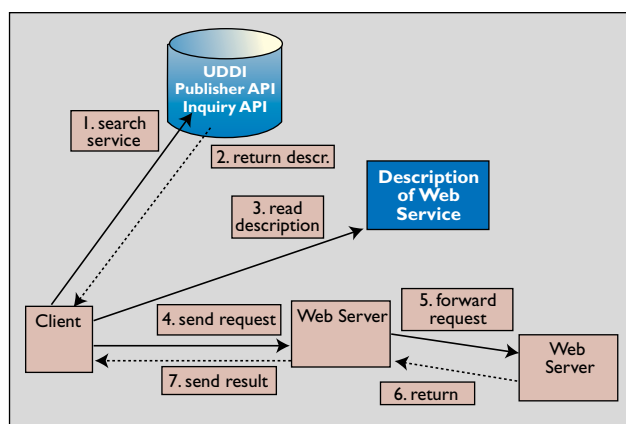 UDDI
Publisher API
Inquiry API
1. search
service
2. return descr.
Description
of Web
Service
3. read
description
Client
4. send request
Web Server
5. forward
request
7. send result
6. return
Web
Server